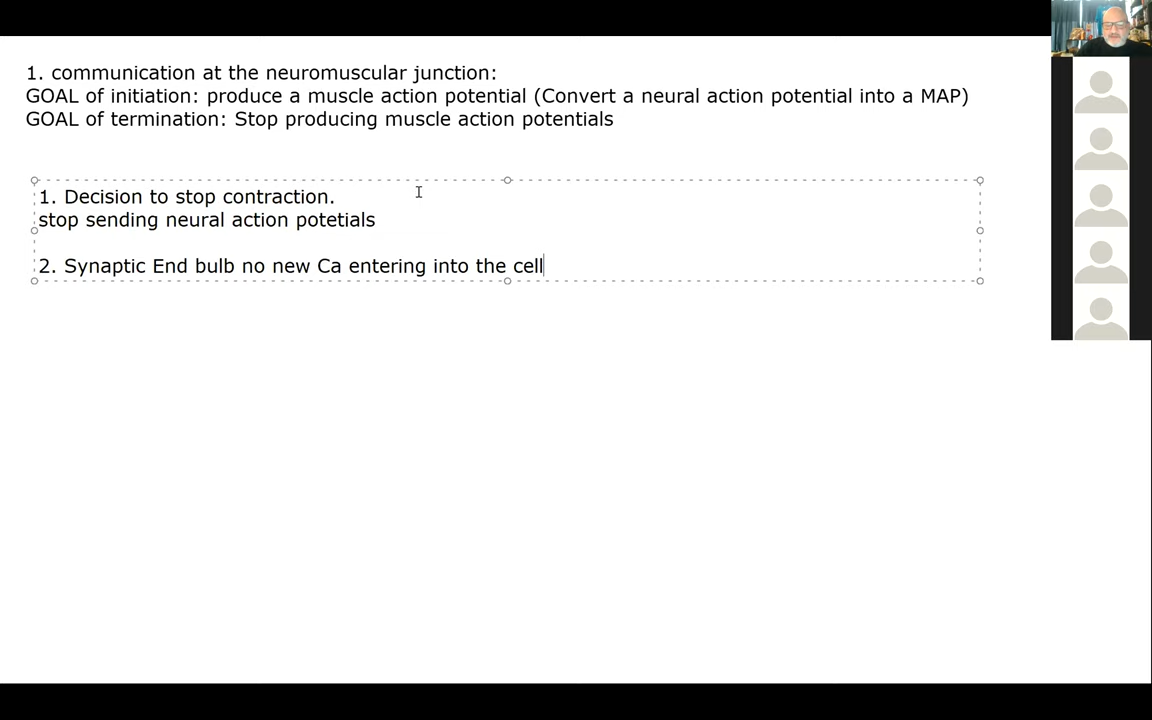 1. communication at the neuromuscular junction:
GOAL of initiation: produce a muscle action potential (Convert a neural action potential into a MAP)
GOAL of termination: Stop producing muscle action potentials
1. Decision to stop contraction.
stop sending neural action potetials
2. Synaptic End bulb no new Ca entering into the cell